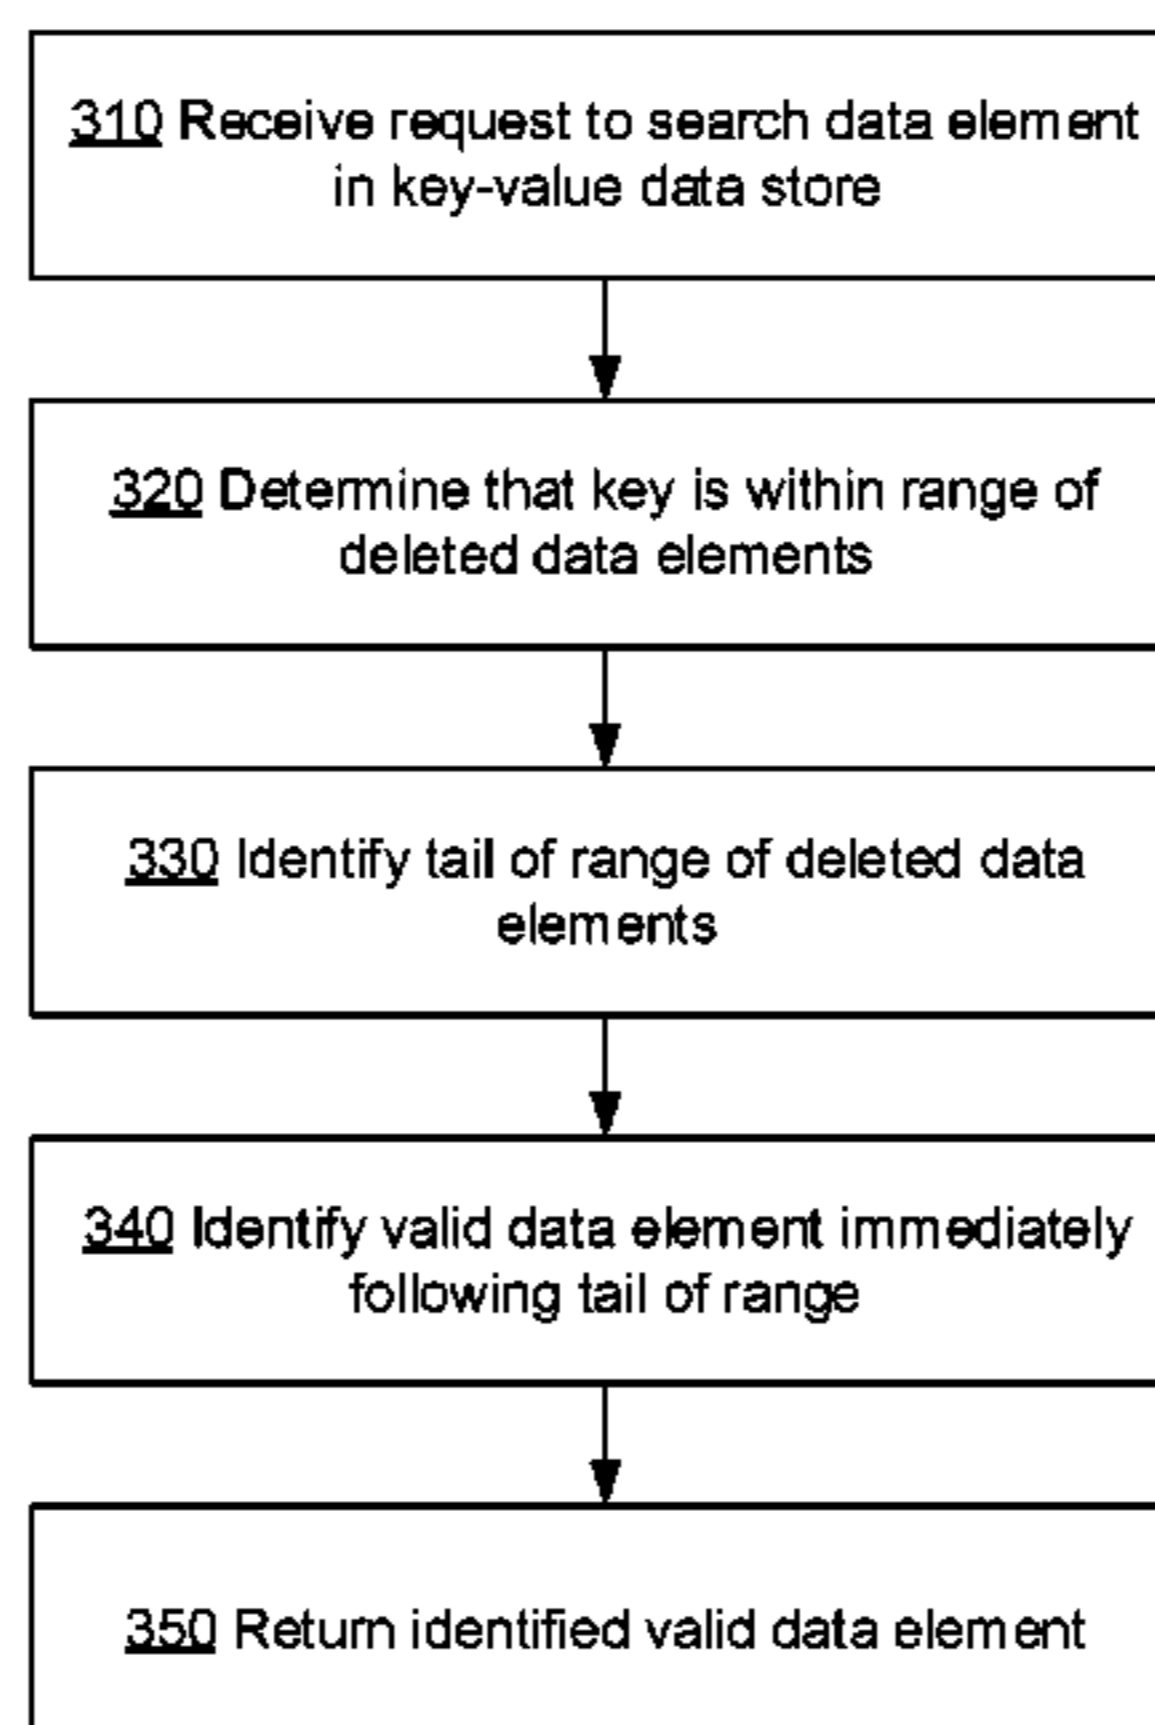 310 Receive request to search data element
in key-value data store
320 Determine that key is within range of
deleted data elements
330 Identify tail of range of deleted data
elements
340 Identify valid data element immediately
following tail of range
350 Return identified valid data element